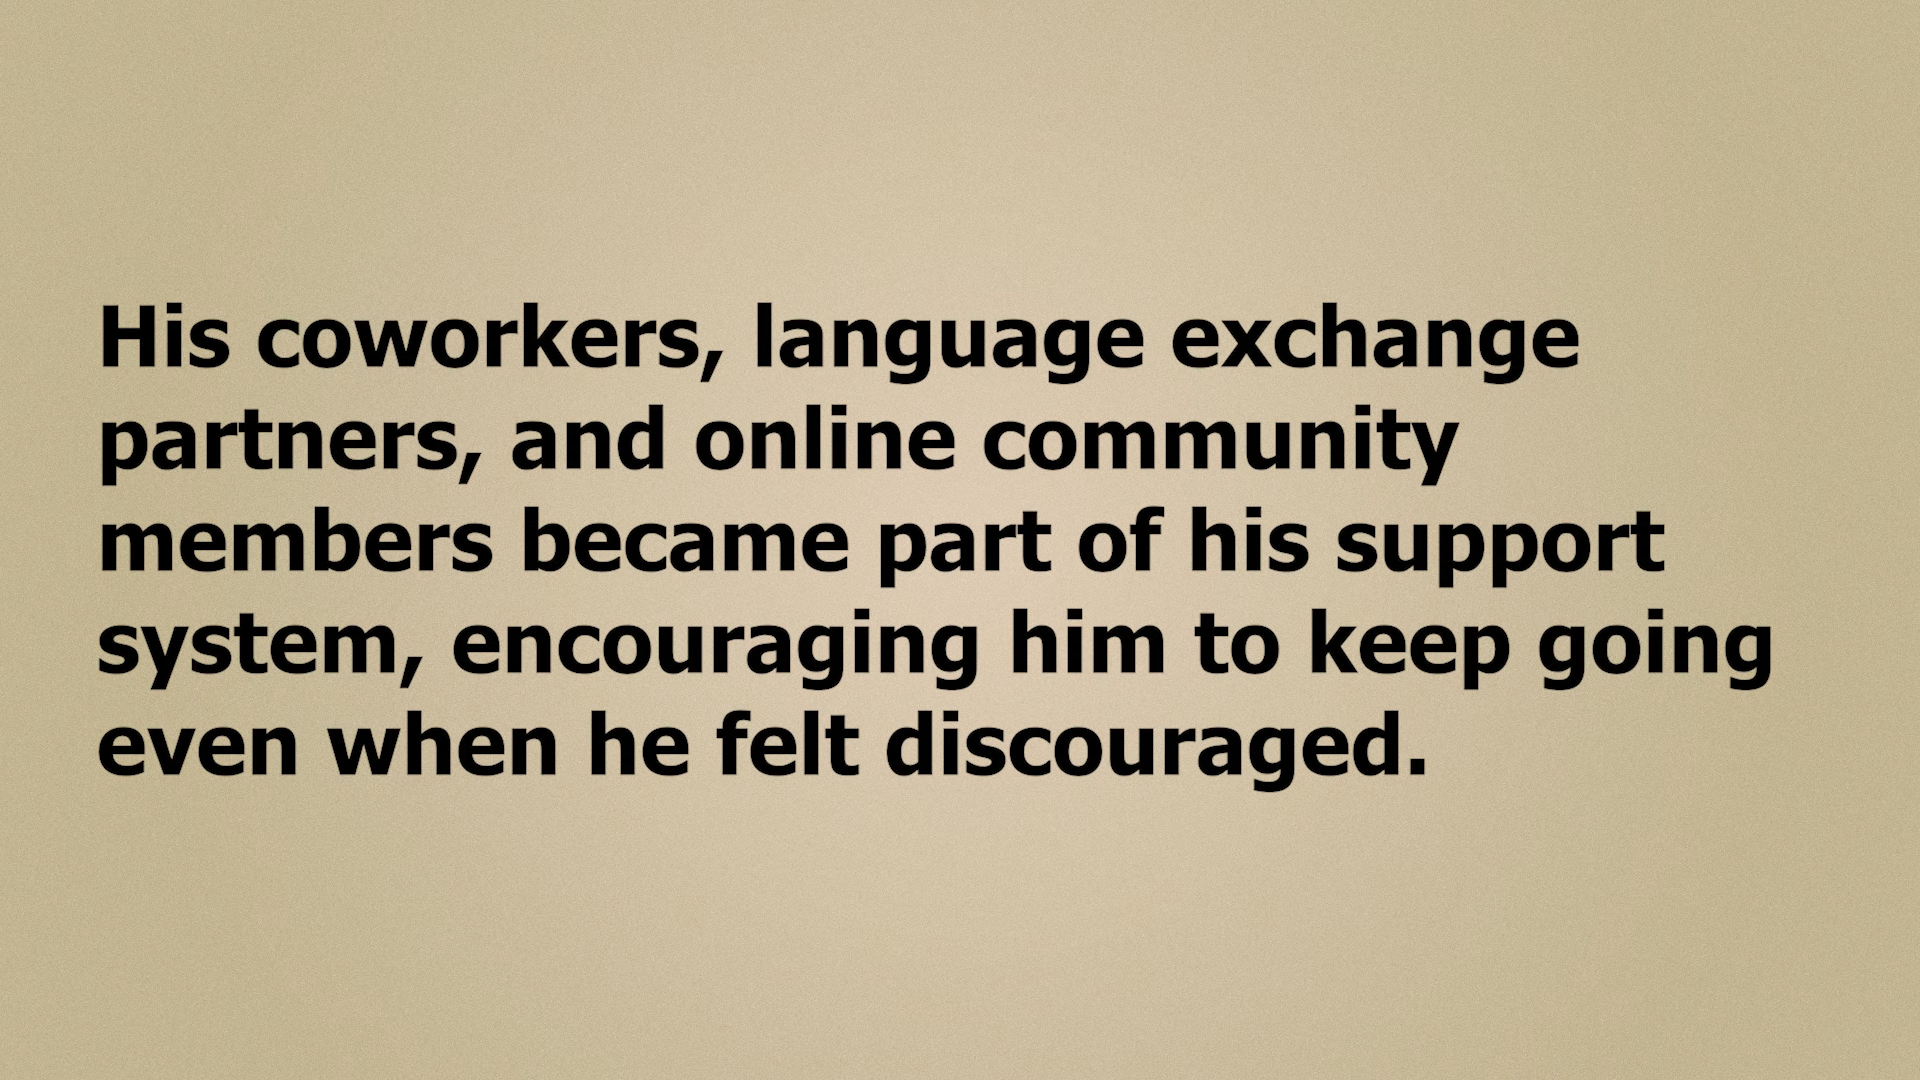 His coworkers, language exchange
partners, and online community
members became part of his support
system, encouraging him to keep going
even when he felt discouraged.